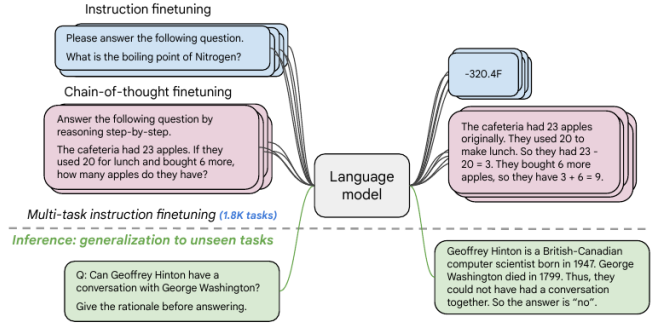 Instruction finetuning
Please answer the following question.
What is the boiling point of Nitrogen?
-320.4F
Chain-of-thought finetuning
Answer the following question by
reasoning step-by-step.
The cafeteria had 23 apples. If they
used 20 for lunch and bought 6 more,
how many apples do they have?
The cafeteria had 23 apples
originally. They used 20 to
make lunch. So they had 23 -
20 = 3. They bought 6 more
apples, so they have 3 + 6 = 9.
Language
model
Multi-task instruction finetuning (1.8K tasks)
Inference: generalization to unseen tasks
Q: Can Geoffrey Hinton have a
conversation with George Washington?
Give the rationale before answering.
Geoffrey Hinton is a British-Canadian
computer scientist born in 1947. George
Washington died in 1799. Thus, they
could not have had a conversation
together. So the answer is “no”.